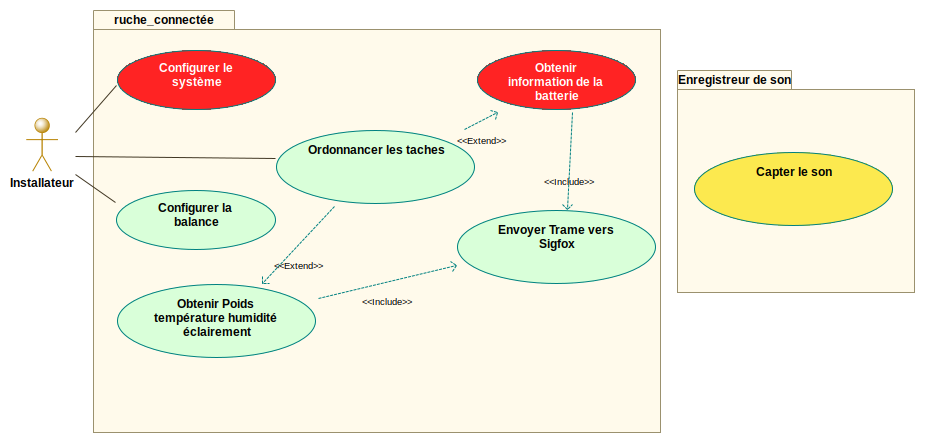 ruche_connectée
Configurer le
système
Obtenir
information de la
batterie
Enregistreur de son
<<Extend>>
Ordonnancer les taches
Installateur
Capter le son
<<Include>>
Configurer la
balance
Envoyer Trame vers
Sigfox
<<Extend>>
<<Include>>
Obtenir Poids
température humidité
éclairement